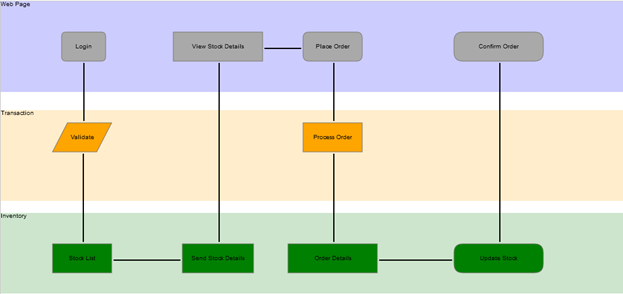 Web Page
Login
View Stock Details
Place Order
Confirm Order
Transaction
Validate
Process Order
Inventory
Stock List
Send Stock Details
Order Details
Update Stock